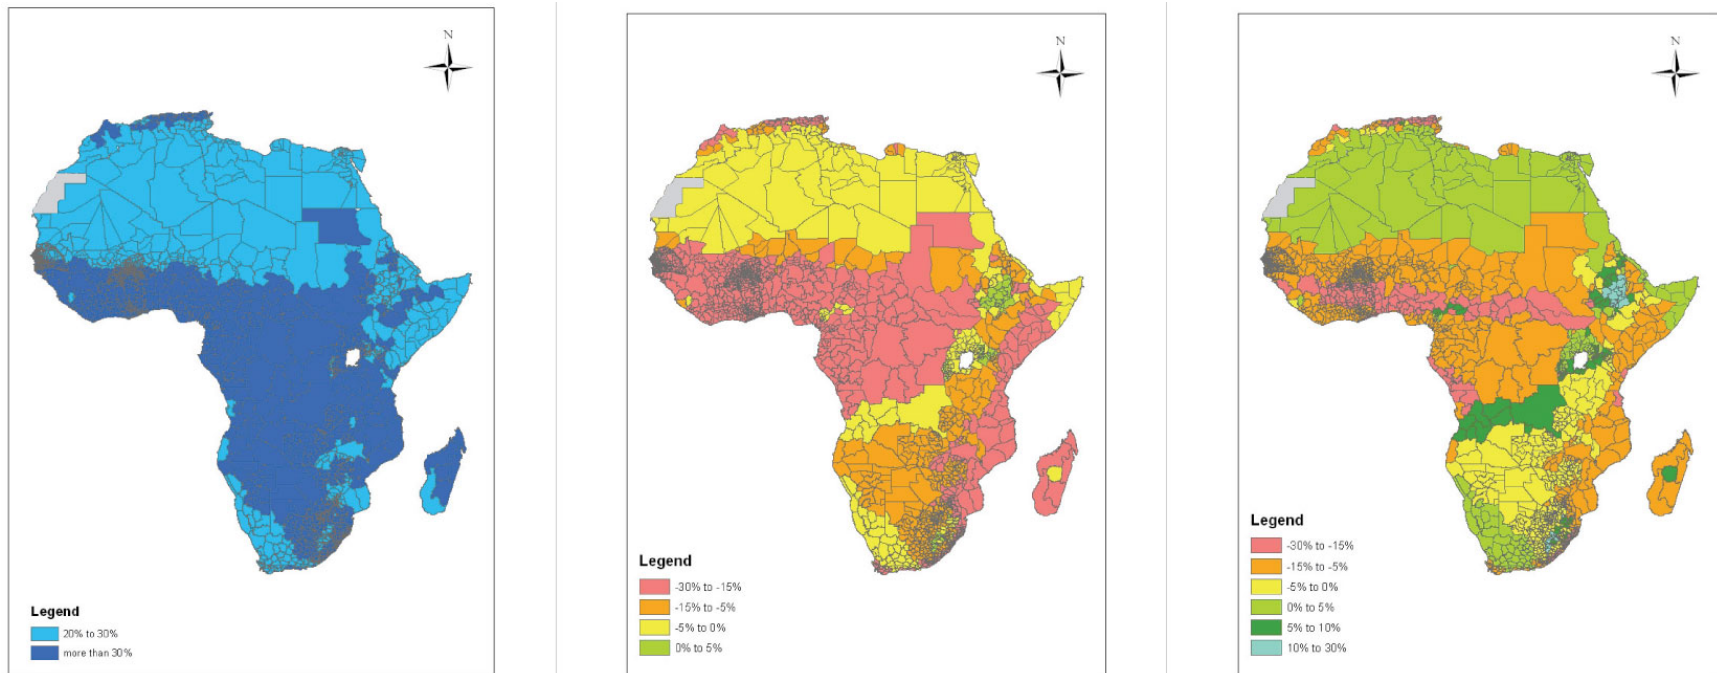 N
Legend
20% to 30%
more than 30%
N
Legend
-30% to -15%
-15% to -5%
-5% to 0%
0% to 5%
N
Legend
-30% to -15%
-15% to -5%
-5% to 0%
0% to 5%
5% to 10%
10% to 30%